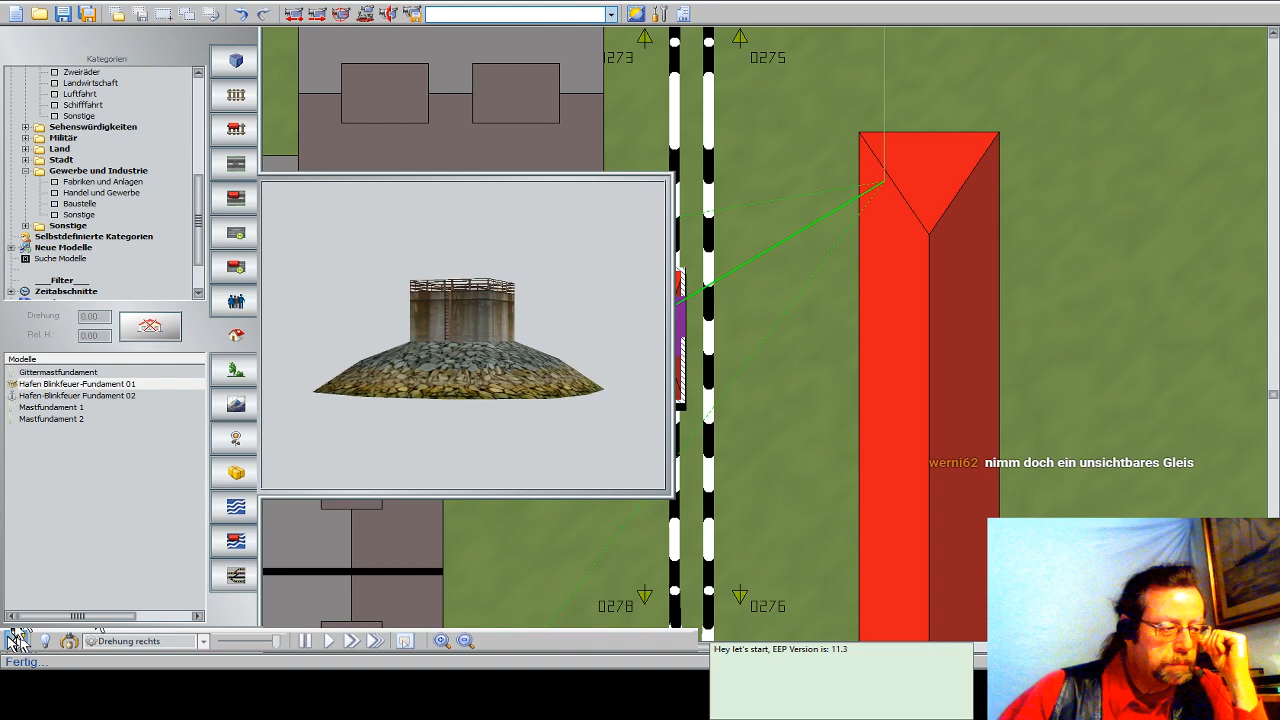 Kategorien
Zweiräder
Landwirtschaft
Luftfahrt
Schifffahrt
Sonstige
Sehenswürdigkeiten
Militär
Land
Stadt
Gewerbe und Industrie
Fabriken und Anlagen
Handel und Gewerbe
Baustelle
Sonstige
Sonstige
Selbstdefinierte Kategorien
Neue Modelle
Suche Modelle
___Filter___
Zeitabschnitte
Drehung: 0.00
Rel. H.: 0.00
Modelle
Gittermastfundament
Hafen Blinkfeuer-Fundament 01
Hafen-Blinkfeuer Fundament 02
Mastfundament 1
Mastfundament 2
Drehung rechts
Fertig...
0275
0278
0276
werni62 nimm doch ein unsichtbares Gleis
Hey let's start, EEP Version is: 11.3